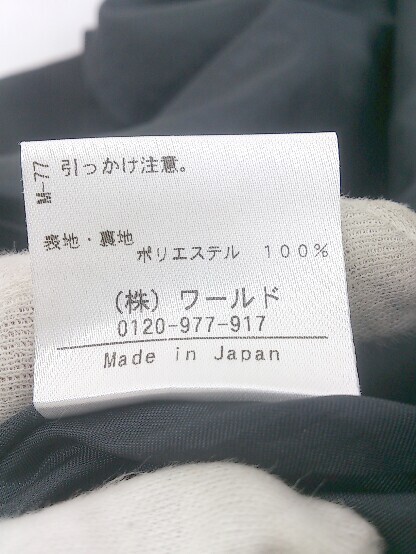 M-77
引っかけ注意。
表地・裏地
ポリエステル 100%
(株) ワールド
0120-977-917
Made in Japan